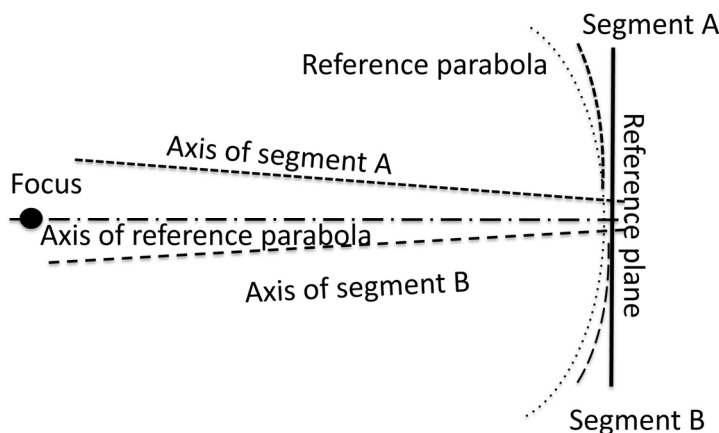 Segment A
Reference parabola
Reference plane
Axis of segment A
Focus
Axis of reference parabola
Axis of segment B
Segment B